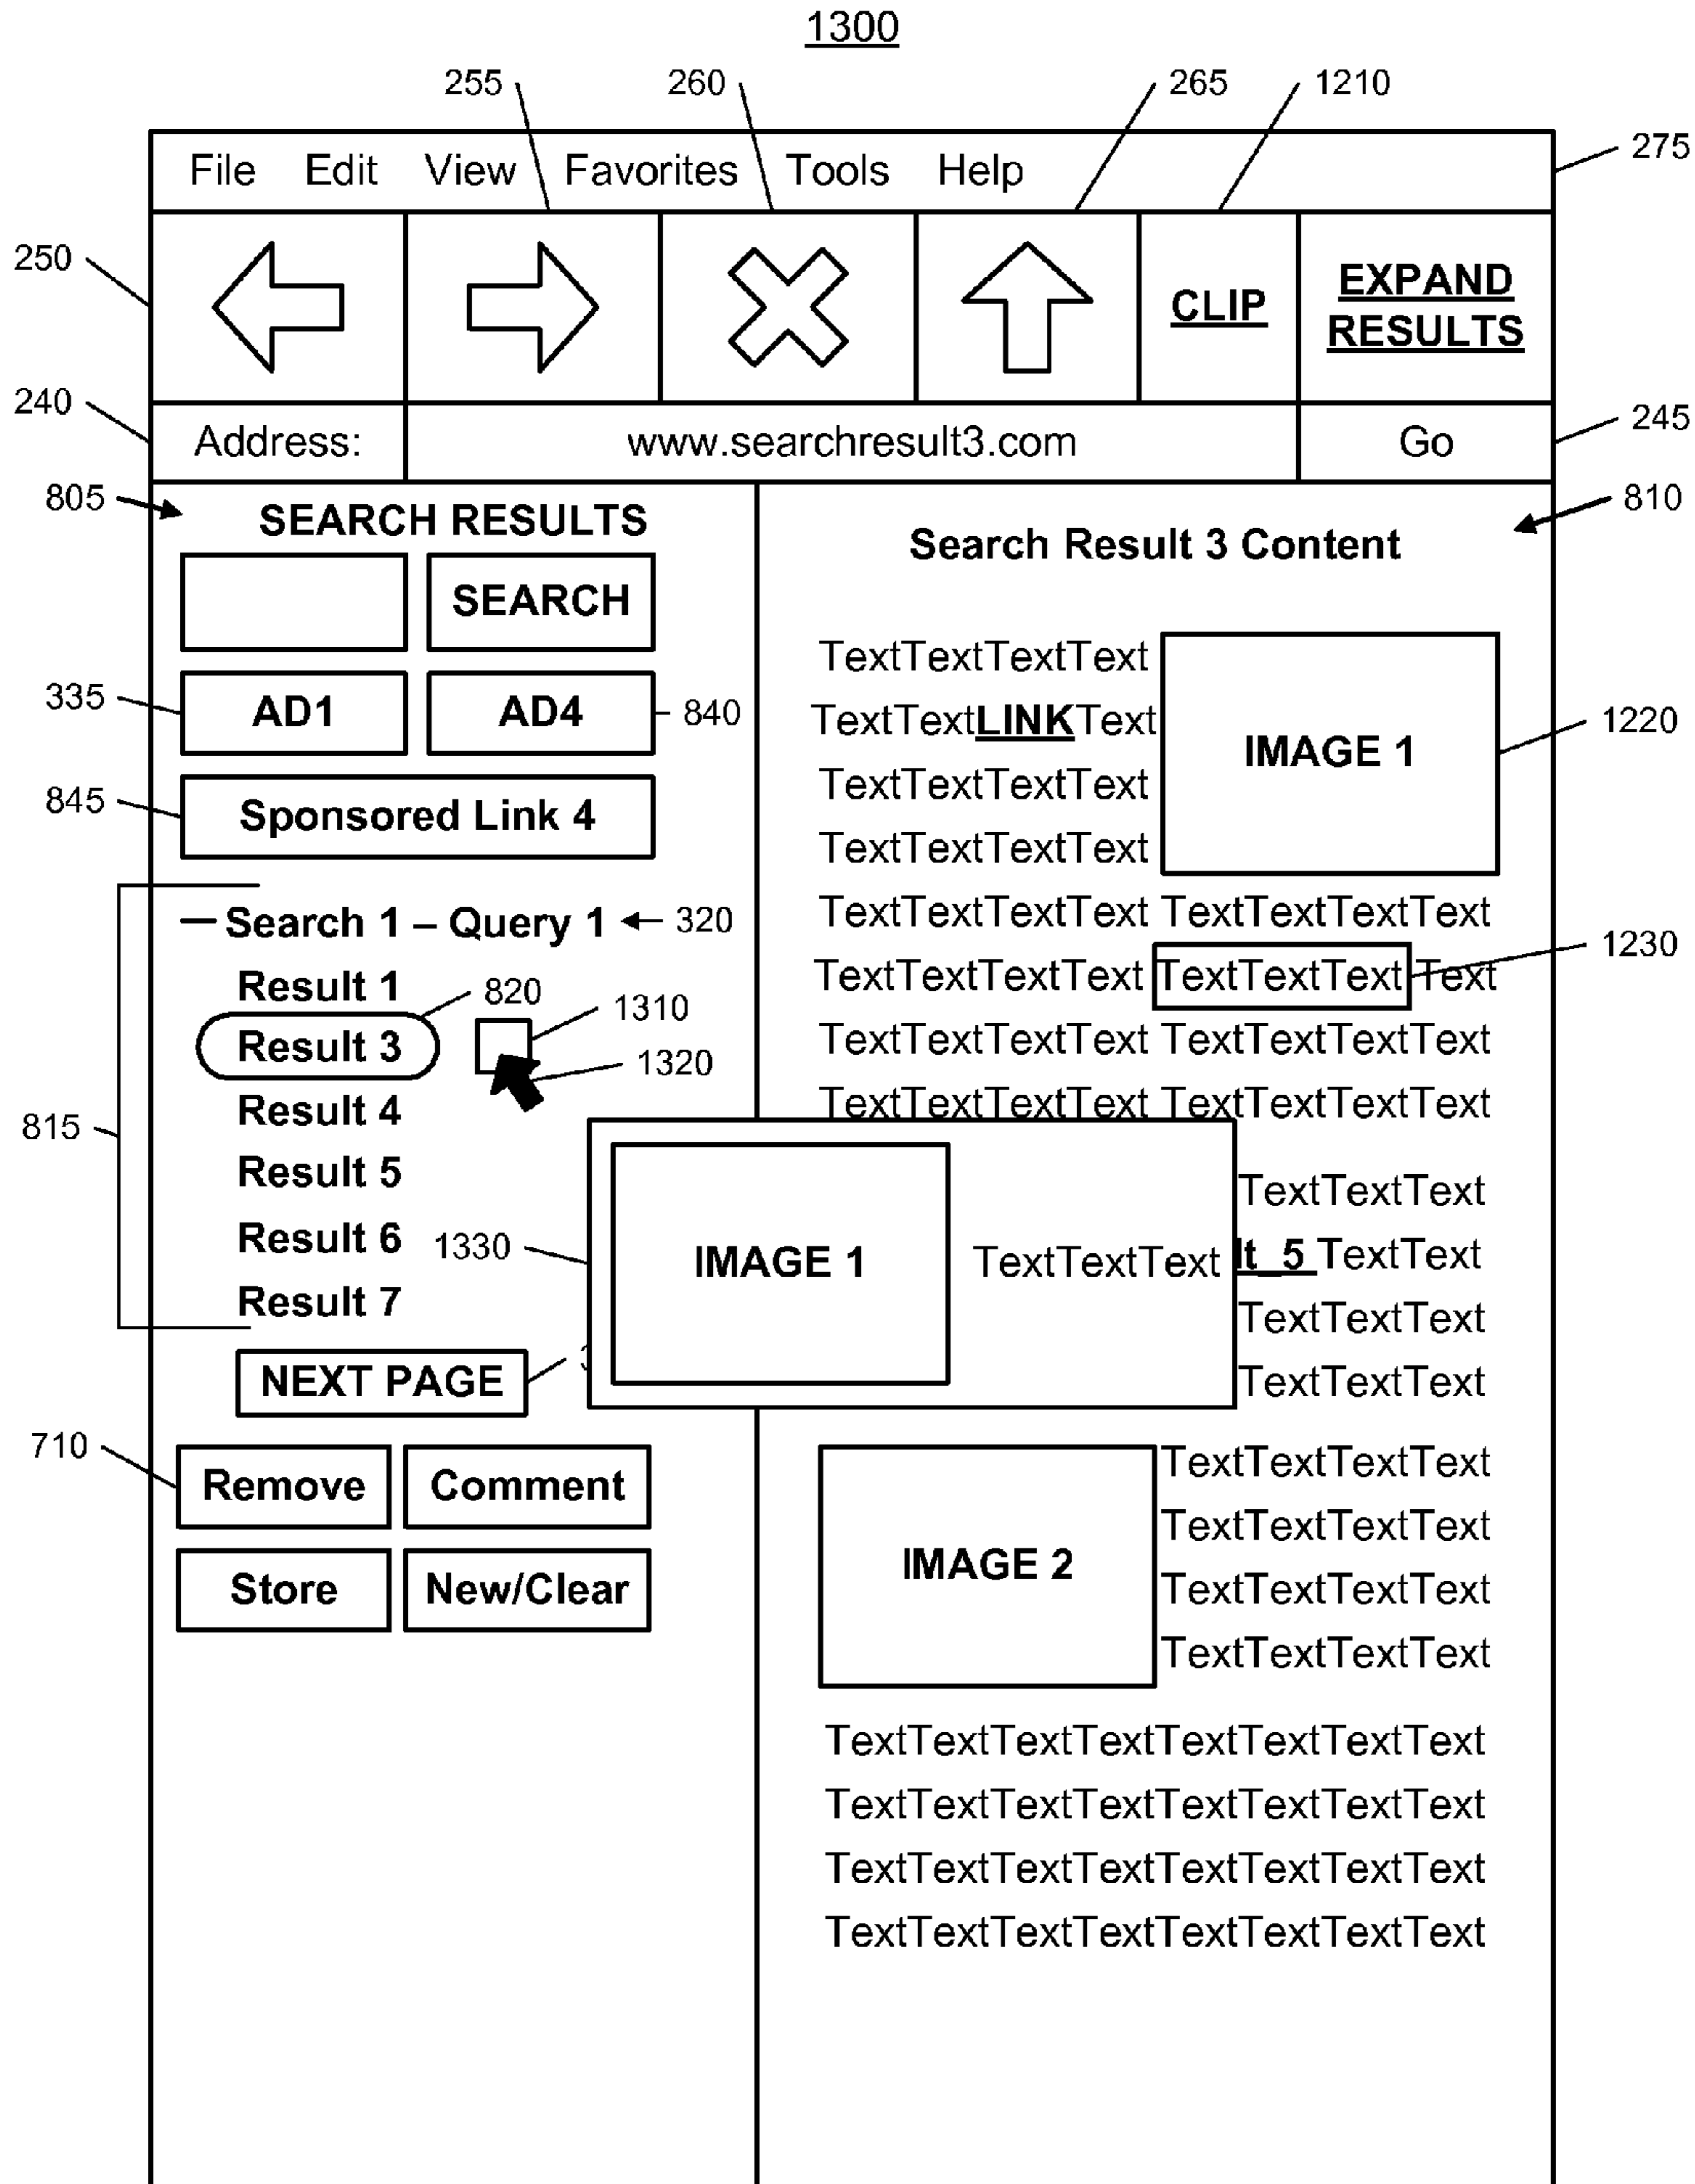 1300
255 260 265 1210
File Edit View Favorites Tools Help
275
250
CLIP
EXPAND
RESULTS
240
Address: www.searchresult3.com Go
245
805
SEARCH RESULTS
810
Search Result 3 Content
SEARCH
335
AD1
AD4
840
845
Sponsored Link 4
815
— Search 1 – Query 1
320
Result 1
820
Result 3
1310
1320
Result 4
Result 5
Result 6
Result 7
NEXT PAGE
710
Remove Comment
Store New/Clear
TextTextTextText
TextTextLINKText
TextTextTextText
TextTextTextText
IMAGE 1
1220
TextTextTextText TextTextTextText
TextTextTextText TextTextText Text
1230
TextTextTextText TextTextTextText
TextTextTextText TextTextTextText
1330
IMAGE 1
TextTextText
TextTextText
lt 5 TextText
TextTextText
TextTextText
IMAGE 2
TextTextTextText
TextTextTextText
TextTextTextText
TextTextTextText
TextTextTextTextTextTextTextText
TextTextTextTextTextTextTextText
TextTextTextTextTextTextTextText
TextTextTextTextTextTextTextText